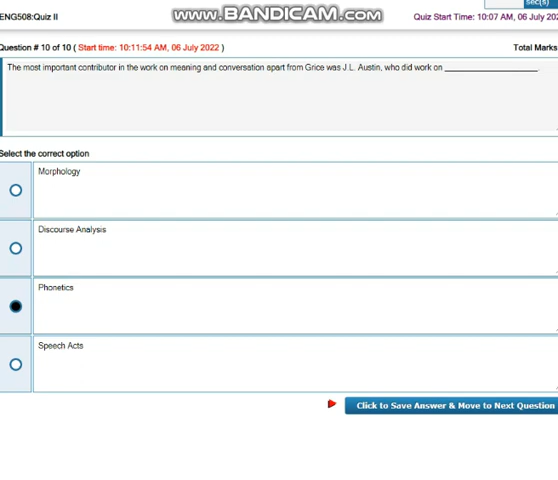 sec(s)
WWW.BANDICAM.COM
ENG508:Quiz II
Quiz Start Time: 10:07 AM, 06 July 202
Question # 10 of 10 ( Start time: 10:11:54 AM, 06 July 2022 )
Total Marks
The most important contributor in the work on meaning and conversation apart from Grice was J.L. Austin, who did work on ____________________.
Select the correct option
Morphology
Discourse Analysis
Phonetics
Speech Acts
Click to Save Answer & Move to Next Question